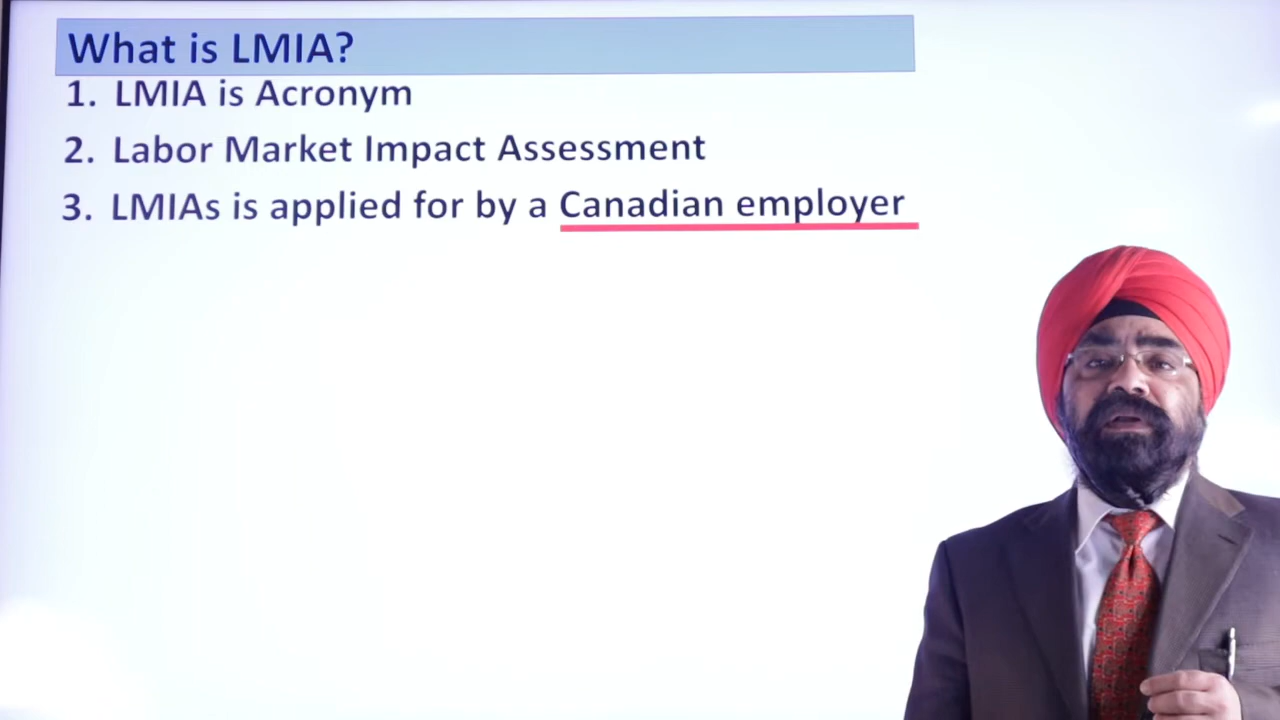 What is LMIA?
1. LMIA is Acronym
2. Labor Market Impact Assessment
3. LMIAs is applied for by a Canadian employer